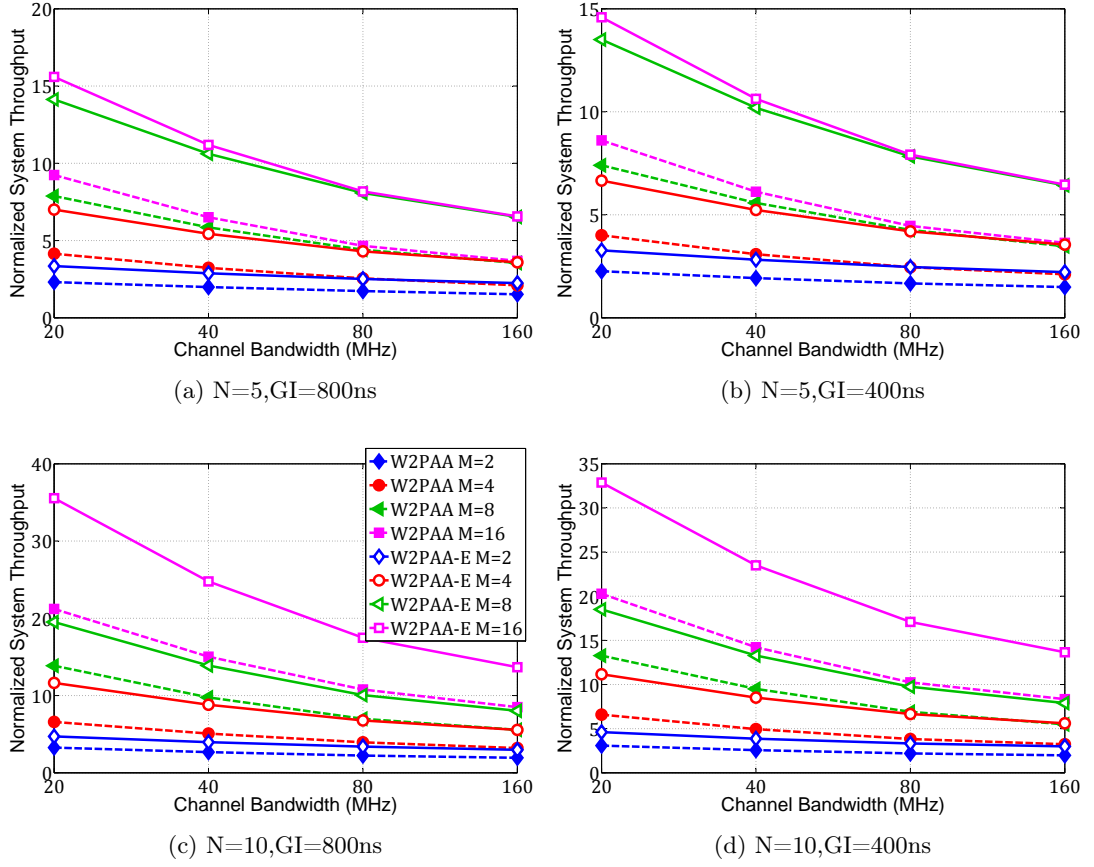 Normalized System Throughput
20
15
10
5
0
20
40
80
160
Channel Bandwidth (MHz)
(a) N=5,GI=800ns
Normalized System Throughput
15
10
5
0
20
40
80
160
Channel Bandwidth (MHz)
(b) N=5,GI=400ns
Normalized System Throughput
40
30
20
10
0
20
40
80
160
Channel Bandwidth (MHz)
W2PAA M=2
W2PAA M=4
W2PAA M=8
W2PAA M=16
W2PAA-E M=2
W2PAA-E M=4
W2PAA-E M=8
W2PAA-E M=16
(c) N=10,GI=800ns
Normalized System Throughput
35
30
25
20
15
10
5
0
20
40
80
160
Channel Bandwidth (MHz)
(d) N=10,GI=400ns